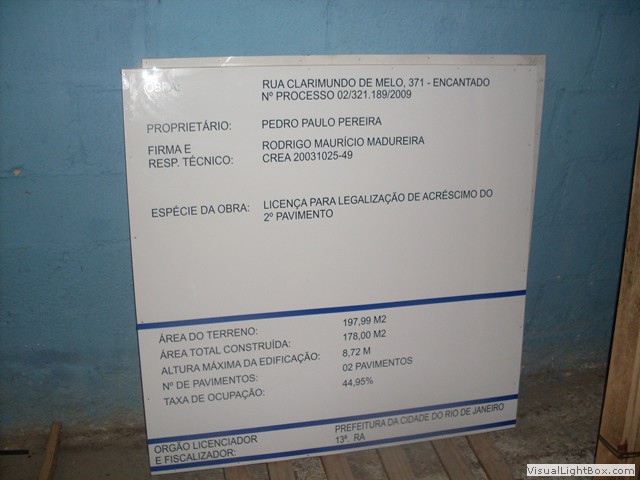 OBRA: RUA CLARIMUNDO DE MELO, 371 - ENCANTADO
Nº PROCESSO 02/321.189/2009
PROPRIETÁRIO: PEDRO PAULO PEREIRA
FIRMA E RODRIGO MAURÍCIO MADUREIRA
RESP. TÉCNICO: CREA 20031025-49
ESPÉCIE DA OBRA: LICENÇA PARA LEGALIZAÇÃO DE ACRÉSCIMO DO
2º PAVIMENTO
ÁREA DO TERRENO: 197,99 M2
ÁREA TOTAL CONSTRUÍDA: 178,00 M2
ALTURA MÁXIMA DA EDIFICAÇÃO: 8,72 M
Nº DE PAVIMENTOS: 02 PAVIMENTOS
TAXA DE OCUPAÇÃO: 44,95%
ORGÃO LICENCIADOR PREFEITURA DA CIDADE DO RIO DE JANEIRO
E FISCALIZADOR: 13ª. RA
VisualLightBox.com